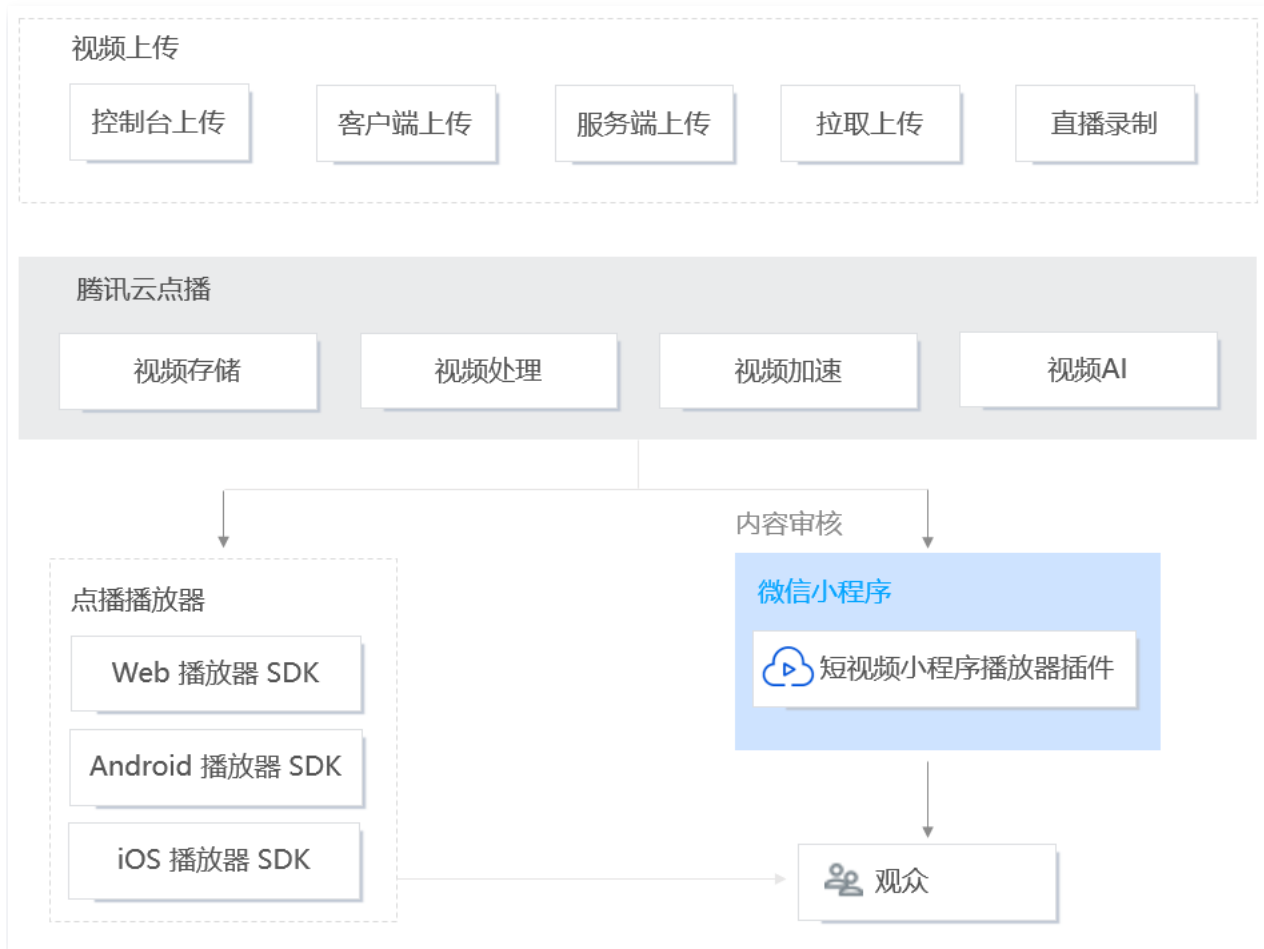 视频上传
控制台上传
客户端上传
服务端上传
拉取上传
直播录制
腾讯云点播
视频存储
视频处理
视频加速
视频AI
内容审核
点播播放器
Web 播放器 SDK
Android 播放器 SDK
iOS 播放器 SDK
微信小程序
短视频小程序播放器插件
观众